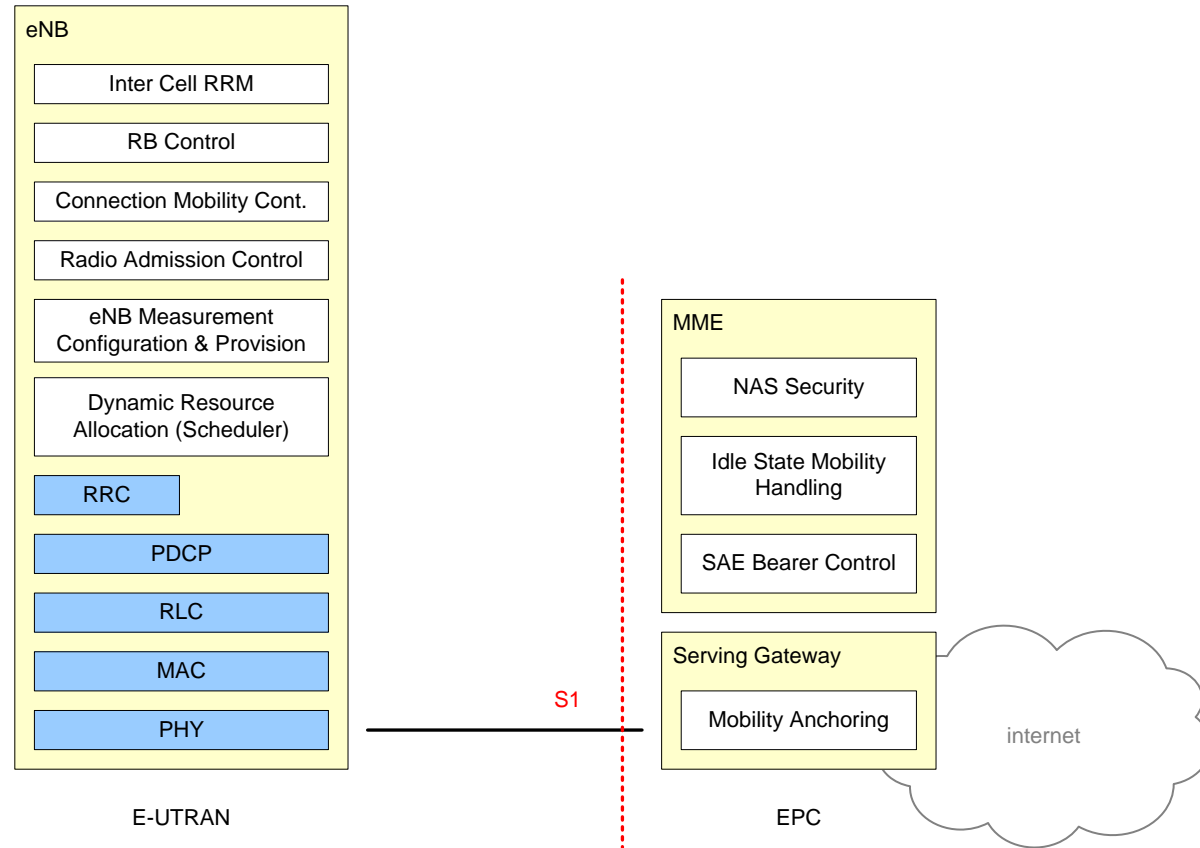 eNB
Inter Cell RRM
RB Control
Connection Mobility Cont.
Radio Admission Control
eNB Measurement
Configuration & Provision
Dynamic Resource
Allocation (Scheduler)
RRC
PDCP
RLC
MAC
PHY
S1
MME
NAS Security
Idle State Mobility
Handling
SAE Bearer Control
Serving Gateway
Mobility Anchoring
internet
E-UTRAN
EPC